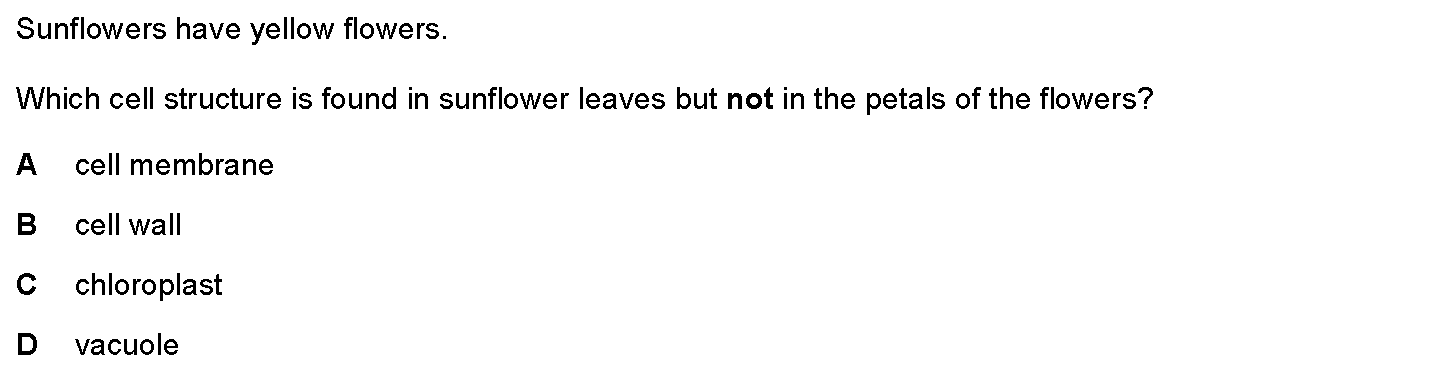 Sunflowers have yellow flowers.
Which cell structure is found in sunflower leaves but not in the petals of the flowers?
A cell membrane
B cell wall
C chloroplast
D vacuole